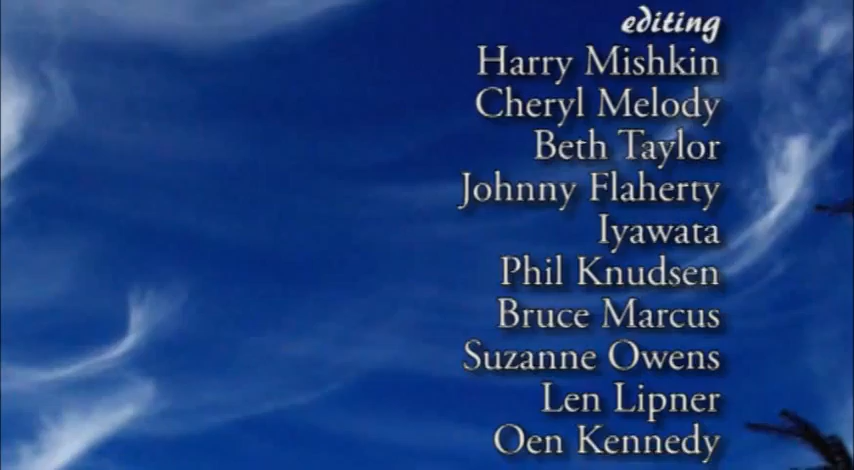 editing
Harry Mishkin
Cheryl Melody
Beth Taylor
Johnny Flaherty
Iyawata
Phil Knudsen
Bruce Marcus
Suzanne Owens
Len Lipner
Oen Kennedy